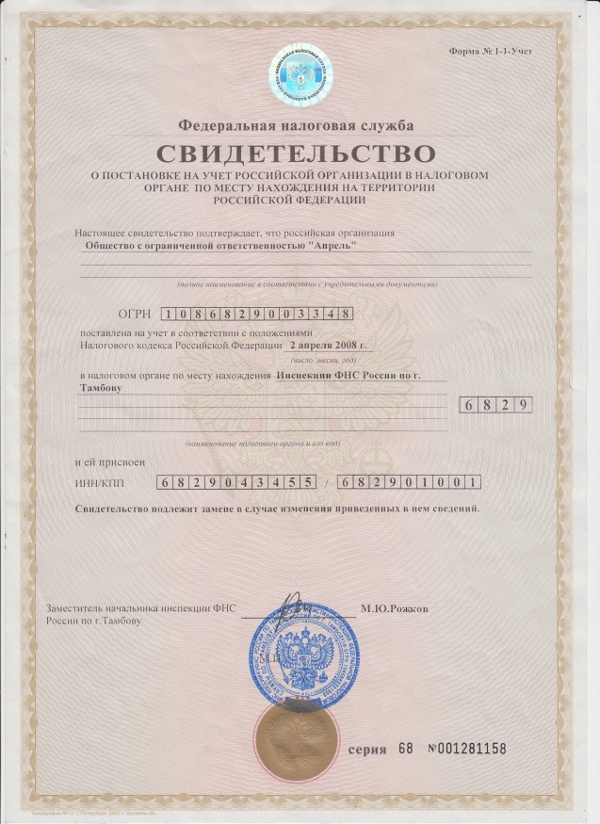 Форма № 1-1-Учет
Федеральная налоговая служба
СВИДЕТЕЛЬСТВО
О ПОСТАНОВКЕ НА УЧЕТ РОССИЙСКОЙ ОРГАНИЗАЦИИ В НАЛОГОВОМ
ОРГАНЕ ПО МЕСТУ НАХОЖДЕНИЯ НА ТЕРРИТОРИИ
РОССИЙСКОЙ ФЕДЕРАЦИИ
Настоящее свидетельство подтверждает, что российская организация
Общество с ограниченной ответственностью "Апрель"
(полное наименование в соответствии с учредительными документами)
ОГРН 1086829003348
поставлена на учет в соответствии с положениями
Налогового кодекса Российской Федерации 2 апреля 2008 г.
(число, месяц, год)
в налоговом органе по месту нахождения Инспекции ФНС России по г.
Тамбову
6829
(наименование налогового органа и его код)
и ей присвоен
ИНН/КПП 6829043455 / 682901001
Свидетельство подлежит замене в случае изменения приведенных в нем сведений.
Заместитель начальника инспекции ФНС М.Ю.Рожков
России по г.Тамбову
М.П.
серия 68 №001281158